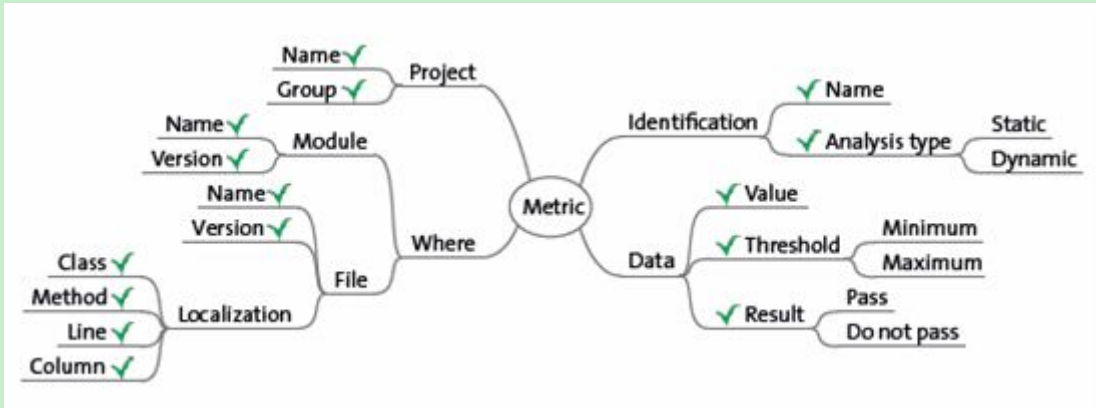 Name
Group
Project
Name
Version
Module
Name
Version
File
Where
Class
Method
Line
Column
Localization
Metric
Identification
Name
Analysis type
Static
Dynamic
Data
Value
Threshold
Minimum
Maximum
Result
Pass
Do not pass